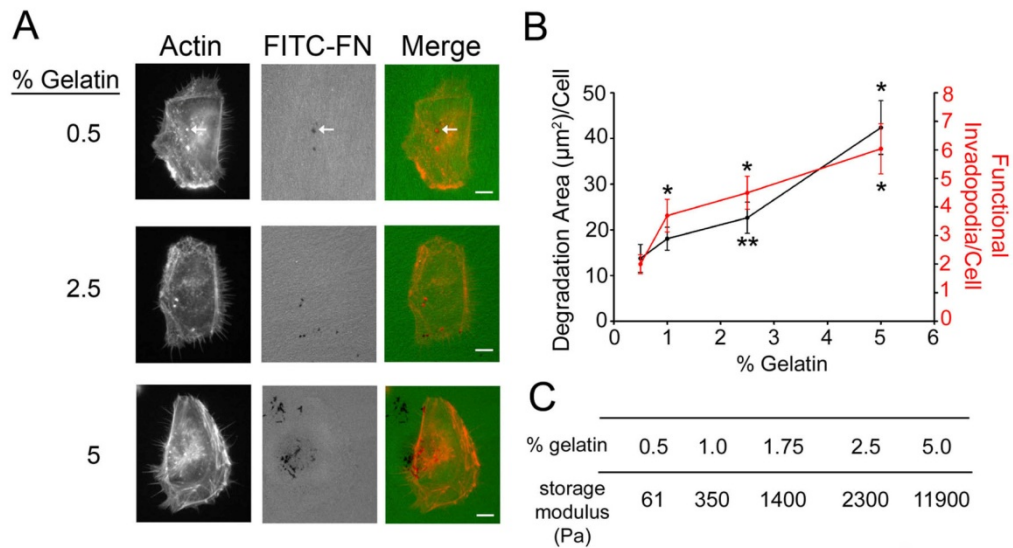 A
Actin FITC-FN Merge
% Gelatin
0.5
2.5
5
B
Degradation Area (µm²)/Cell
50
40
30
20
10
0
0 1 2 3 4 5 6
% Gelatin
8
7
6
5
4
3
2
1
0
Functional
Invadopodia/Cell
* * * * **
C
% gelatin 0.5 1.0 1.75 2.5 5.0
storage
modulus 61 350 1400 2300 11900
(Pa)